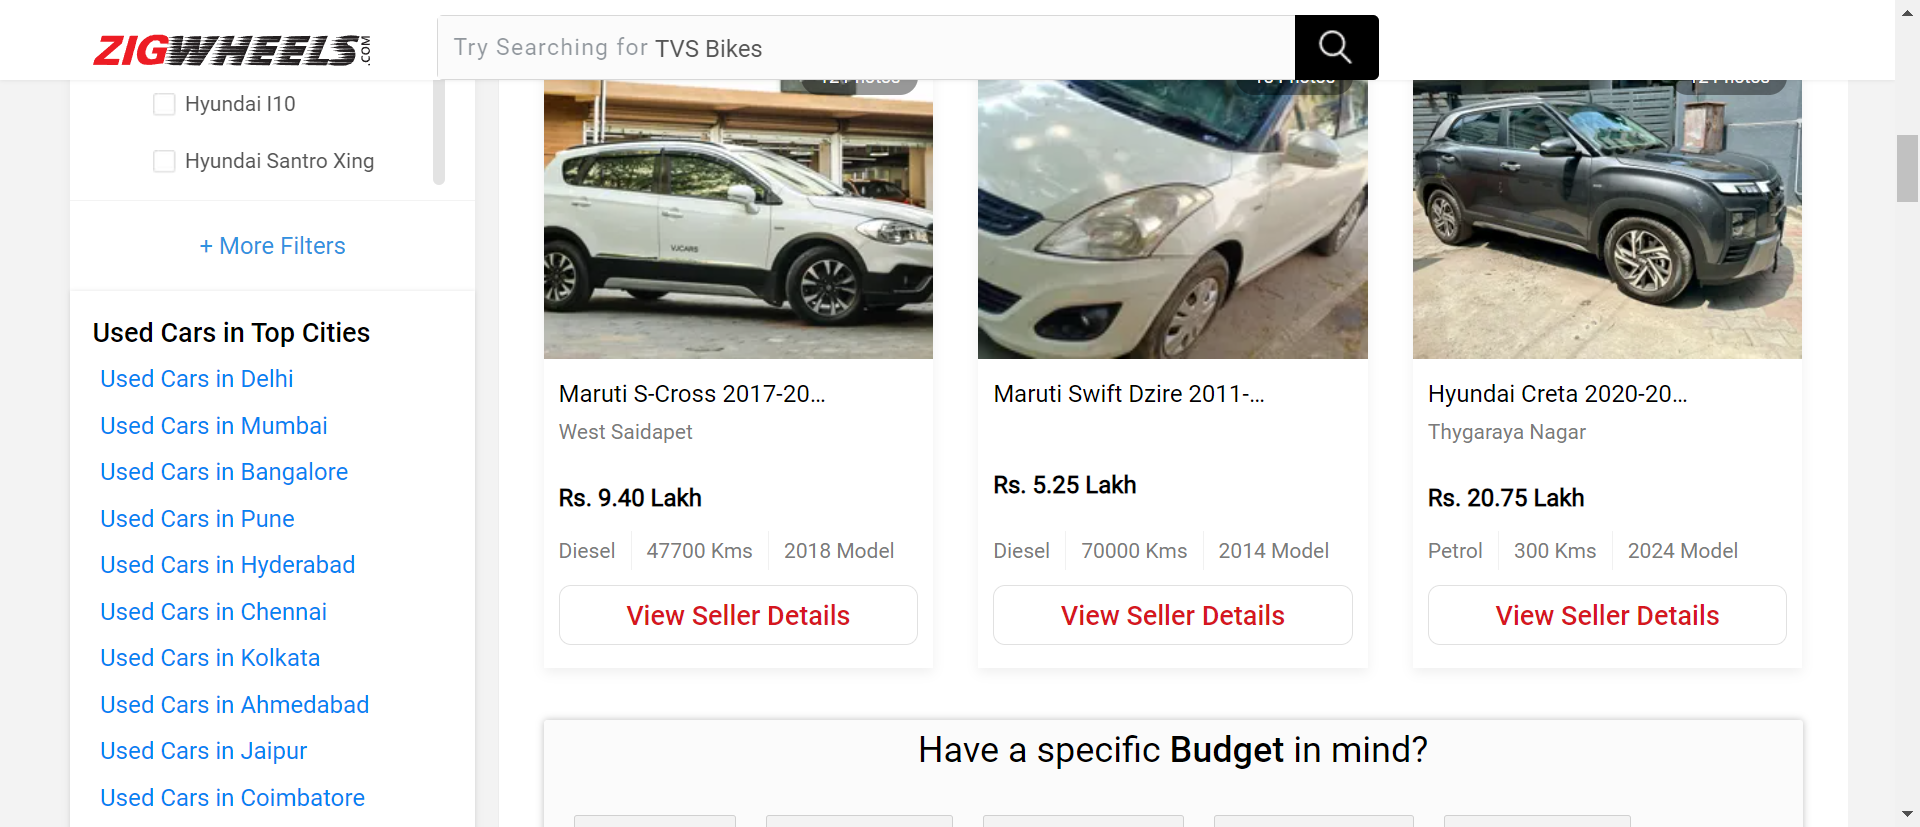 ZIGWHEELS.COM
Try Searching for TVS Bikes
Hyundai I10
Hyundai Santro Xing
+ More Filters
Used Cars in Top Cities
Used Cars in Delhi
Used Cars in Mumbai
Used Cars in Bangalore
Used Cars in Pune
Used Cars in Hyderabad
Used Cars in Chennai
Used Cars in Kolkata
Used Cars in Ahmedabad
Used Cars in Jaipur
Used Cars in Coimbatore
VJCARS
Maruti S-Cross 2017-20...
West Saidapet
Rs. 9.40 Lakh
Diesel 47700 Kms 2018 Model
View Seller Details
Maruti Swift Dzire 2011-...
Rs. 5.25 Lakh
Diesel 70000 Kms 2014 Model
View Seller Details
Hyundai Creta 2020-20...
Thygaraya Nagar
Rs. 20.75 Lakh
Petrol 300 Kms 2024 Model
View Seller Details
Have a specific Budget in mind?